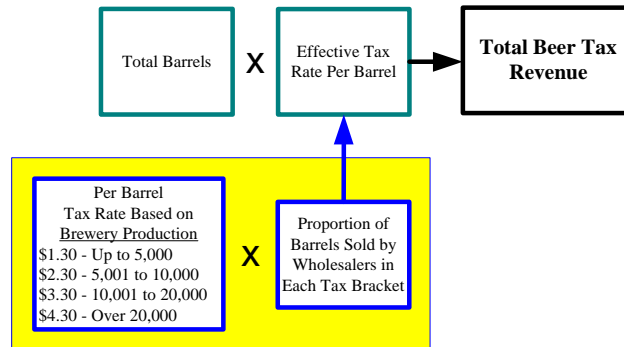 Total Barrels
X
Effective Tax
Rate Per Barrel
Total Beer Tax
Revenue
Per Barrel
Tax Rate Based on
Brewery Production
$1.30 - Up to 5,000
$2.30 - 5,001 to 10,000
$3.30 - 10,001 to 20,000
$4.30 - Over 20,000
X
Proportion of
Barrels Sold by
Wholesalers in
Each Tax Bracket